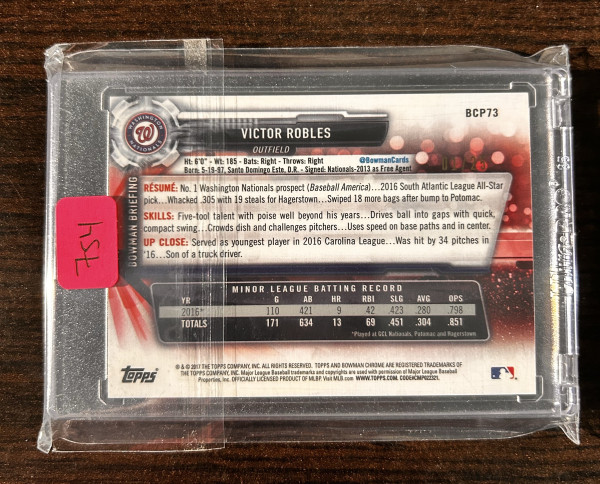 BCP73
WASHINGTON
NATIONALS
W
VICTOR ROBLES
OUTFIELD
Ht: 6'0" • Wt: 185 • Bats: Right • Throws: Right
@BowmanCards
Born: 5-19-97, Santo Domingo Este, D.R. • Signed: Nationals-2013 as Free Agent
BOWMAN BRIEFING
RÉSUMÉ: No. 1 Washington Nationals prospect (Baseball America)...2016 South Atlantic League All-Star
pick...Whacked .305 with 19 steals for Hagerstown...Swiped 18 more bags after bump to Potomac.
SKILLS: Five-tool talent with poise well beyond his years...Drives ball into gaps with quick,
compact swing...Crowds dish and challenges pitchers...Uses speed on base paths and in center.
UP CLOSE: Served as youngest player in 2016 Carolina League...Was hit by 34 pitches in
'16...Son of a truck driver.
754
MINOR LEAGUE BATTING RECORD
YR G AB HR RBI SLG AVG OPS
2016* 110 421 9 42 .423 .280 .798
TOTALS 171 634 13 69 .451 .304 .851
*Played at GCL Nationals, Potomac and Hagerstown
Topps
® & © 2017 THE TOPPS COMPANY, INC. ALL RIGHTS RESERVED. TOPPS AND BOWMAN CHROME ARE REGISTERED TRADEMARKS OF
THE TOPPS COMPANY, INC. Major League Baseball trademarks and copyrights are used with permission of Major League Baseball
Properties, Inc. OFFICIALLY LICENSED PRODUCT OF MLBP. Visit MLB.com WWW.TOPPS.COM. CODE#CMP022321.